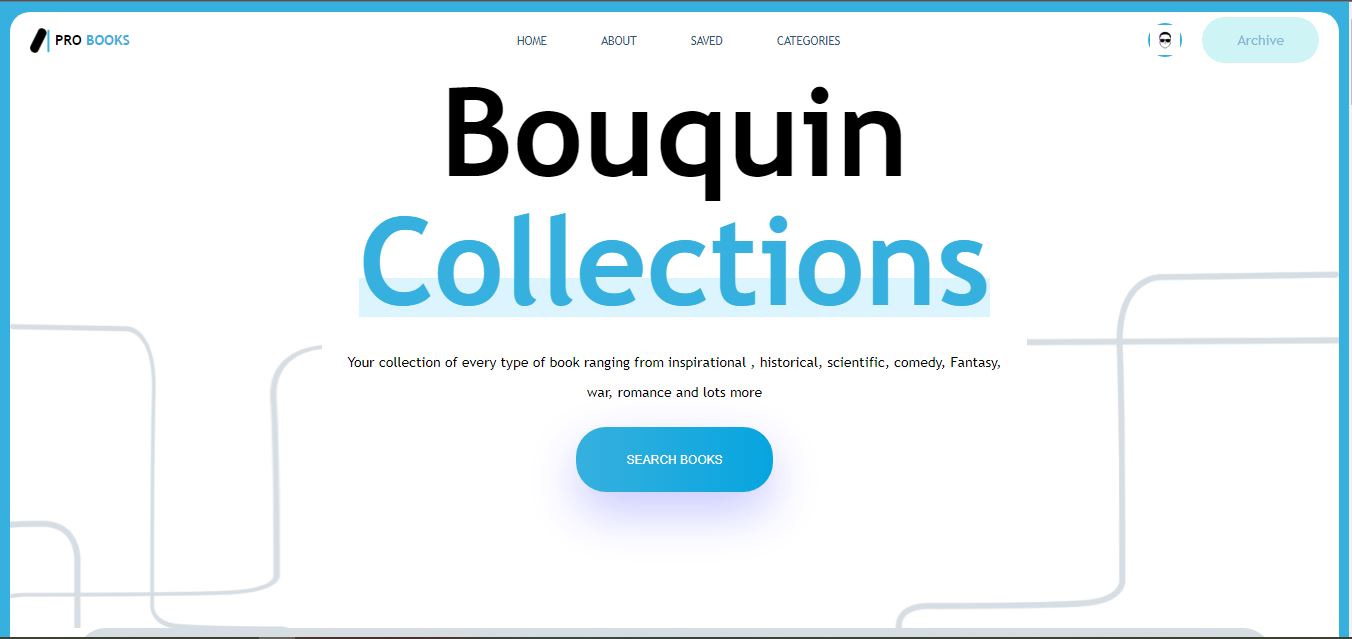 PRO BOOKS
HOME ABOUT SAVED CATEGORIES
Archive
Bouquin
Collections
Your collection of every type of book ranging from inspirational , historical, scientific, comedy, Fantasy,
war, romance and lots more
SEARCH BOOKS